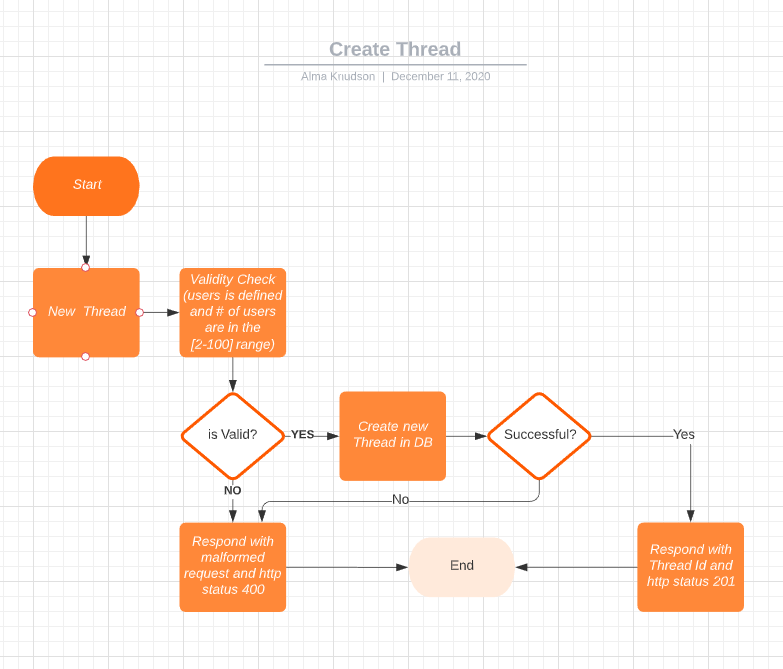 Create Thread
Alma Knudson | December 11, 2020
Start
New Thread
Validity Check
(users is defined
and # of users
are in the
[2-100] range)
is Valid?
YES
Create new
Thread in DB
Successful?
Yes
NO
No
Respond with
malformed
request and http
status 400
End
Respond with
Thread Id and
http status 201